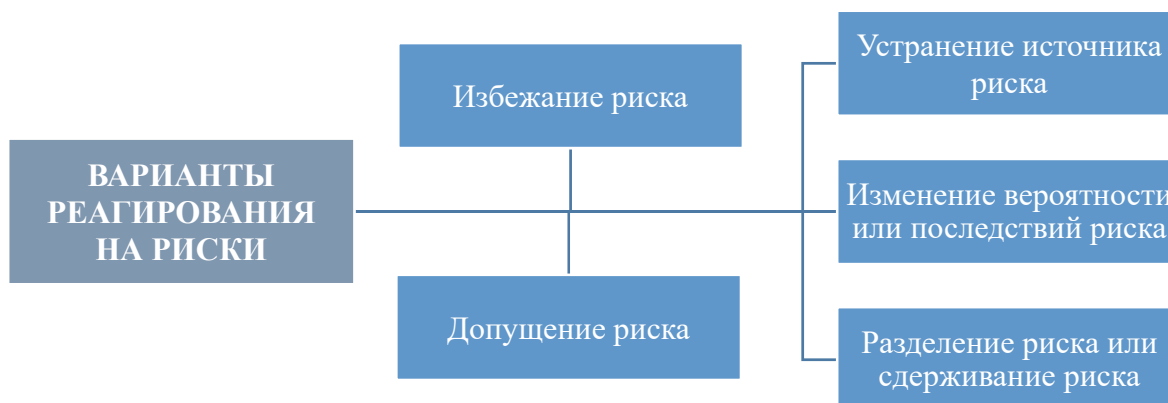 ВАРИАНТЫ
РЕАГИРОВАНИЯ
НА РИСКИ
Избежание риска
Допущение риска
Устранение источника
риска
Изменение вероятности
или последствий риска
Разделение риска или
сдерживание риска